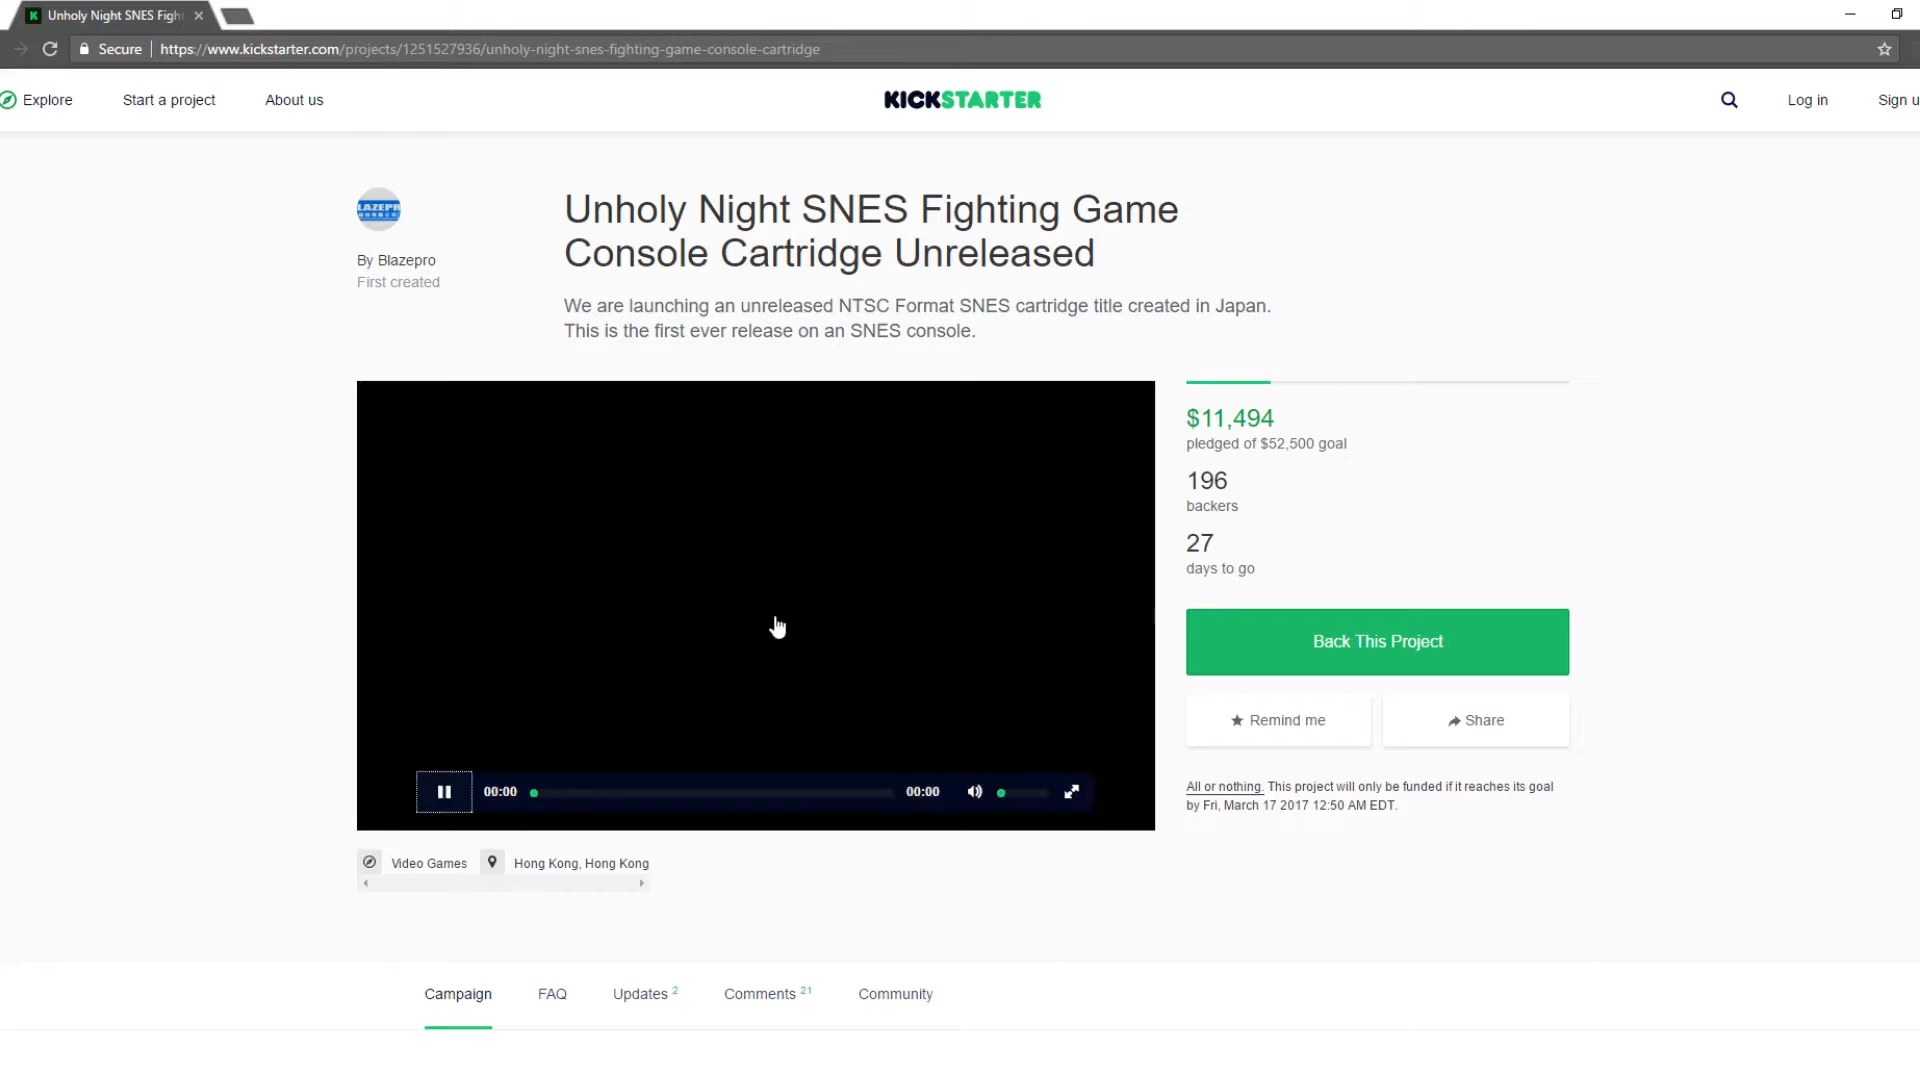 Unholy Night SNES Figh
Secure
https://www.kickstarter.com/projects/1251527936/unholy-night-snes-fighting-game-console-cartridge
Explore
Start a project
About us
KICKSTARTER
Log in
Sign u
LAZEPR
By Blazepro
First created
Unholy Night SNES Fighting Game
Console Cartridge Unreleased
We are launching an unreleased NTSC Format SNES cartridge title created in Japan.
This is the first ever release on an SNES console.
$11,494
pledged of $52,500 goal
196
backers
27
days to go
Back This Project
Remind me
Share
All or nothing. This project will only be funded if it reaches its goal
by Fri, March 17 2017 12:50 AM EDT.
00:00
00:00
Video Games
Hong Kong, Hong Kong
Campaign
FAQ
Updates 2
Comments 21
Community